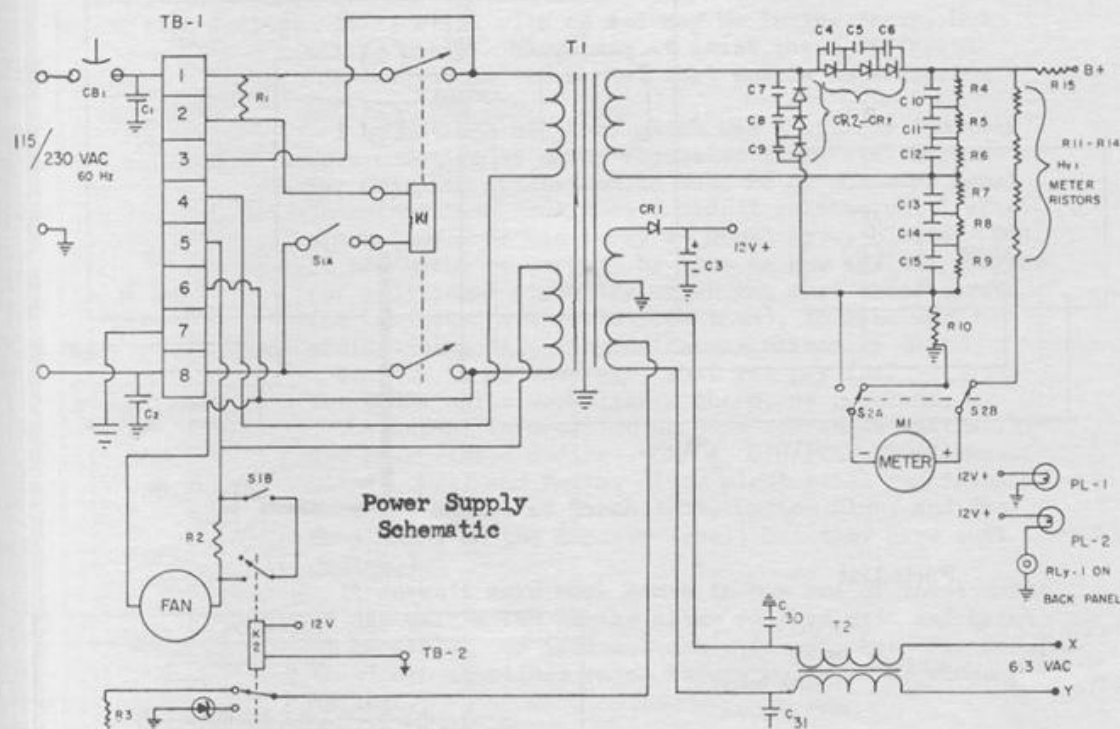 TB-1
T1
C4 C5 C6
B+
R15
CB1
C1
1
2
3
4
5
6
7
8
R1
115/230 VAC
60 Hz
K1
S1A
C7
C8
C9
CR2-CR7
C10
C11
C12
C13
C14
C15
R4
R5
R6
R7
R8
R9
R11-R14
METER
RISTORS
CR1
12V+
+
C3
-
R10
C2
S2A
S2B
M1
- METER +
S1B
Power Supply
Schematic
R2
FAN
12V+
PL-1
12V+
PL-2
RLy-1 ON
BACK PANEL
K2
12V
TB-2
R3
C30
T2
X
6.3 VAC
Y
C31